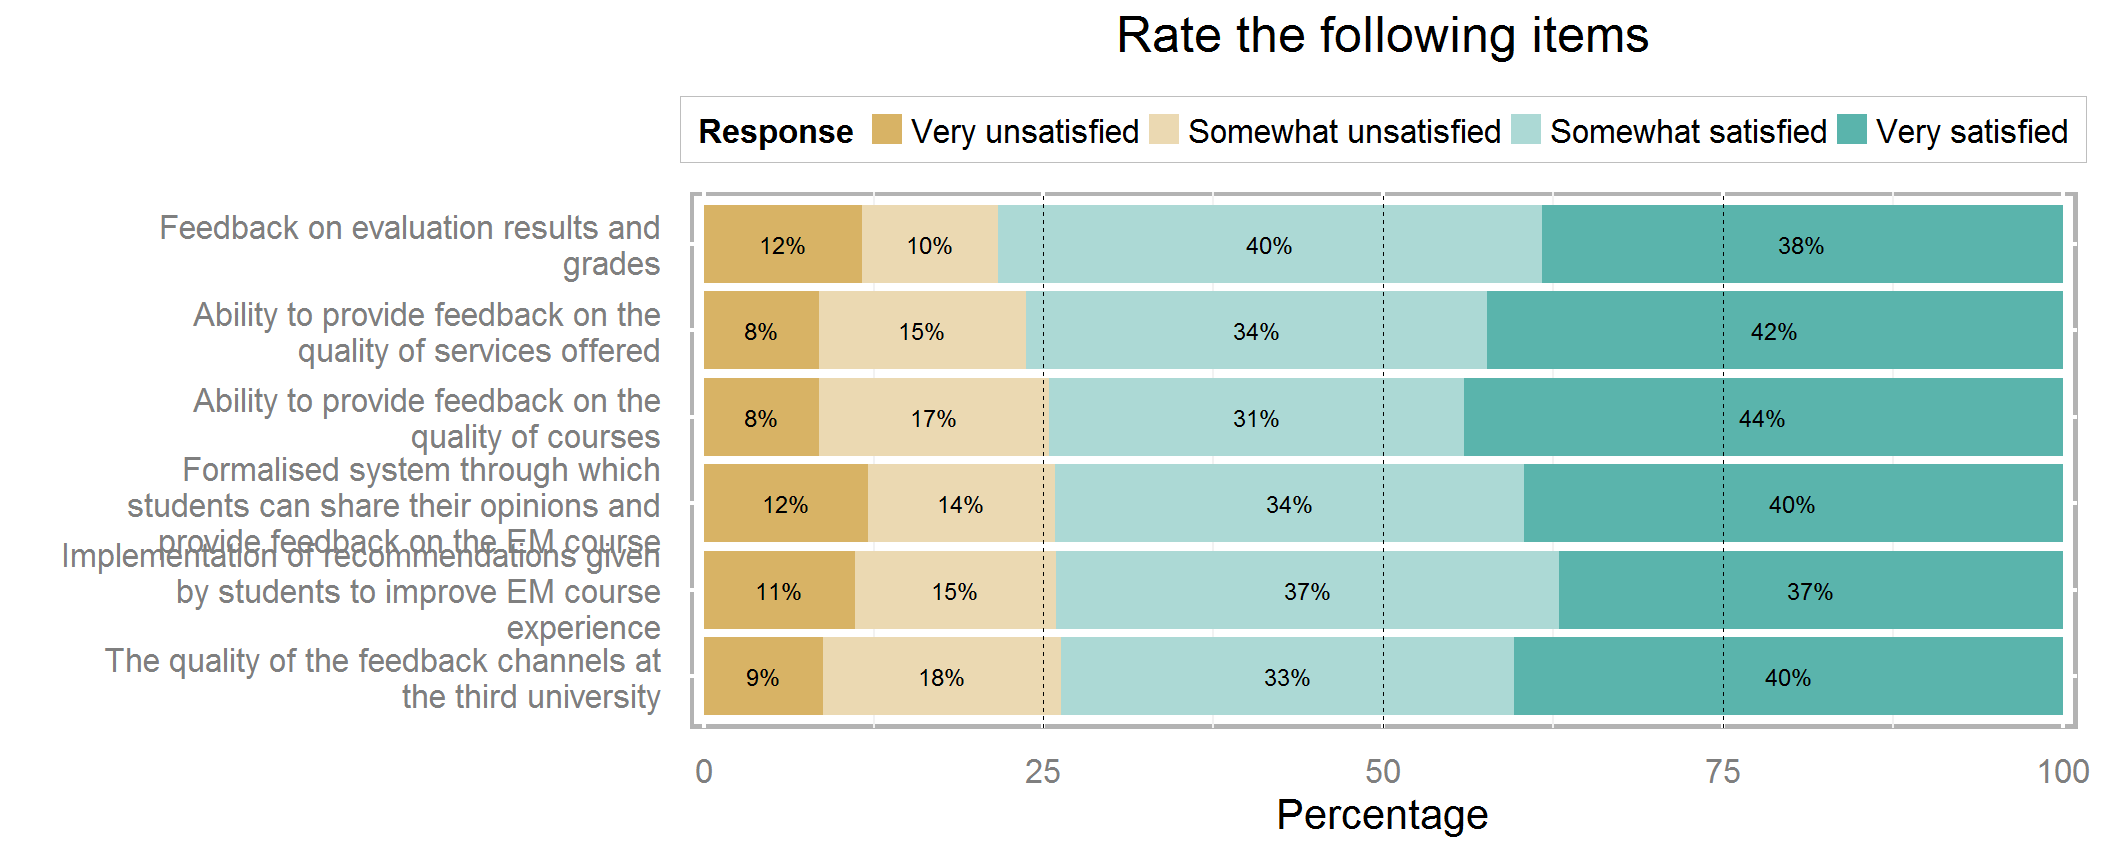 Rate the following items
Response Very unsatisfied Somewhat unsatisfied Somewhat satisfied Very satisfied
Feedback on evaluation results and
grades
12% 10% 40% 38%
Ability to provide feedback on the
quality of services offered
8% 15% 34% 42%
Ability to provide feedback on the
quality of courses
8% 17% 31% 44%
Formalised system through which
students can share their opinions and
provide feedback on the EM course
12% 14% 34% 40%
Implementation of recommendations given
by students to improve EM course
experience
11% 15% 37% 37%
The quality of the feedback channels at
the third university
9% 18% 33% 40%
0 25 50 75 100
Percentage